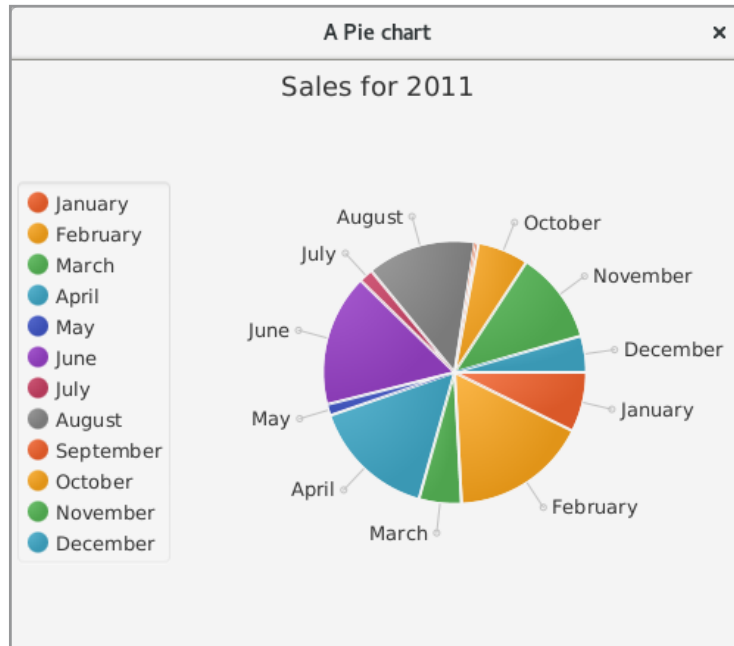 A Pie chart
×
Sales for 2011
January
February
March
April
May
June
July
August
September
October
November
December
August
October
July
November
June
December
January
May
April
February
March